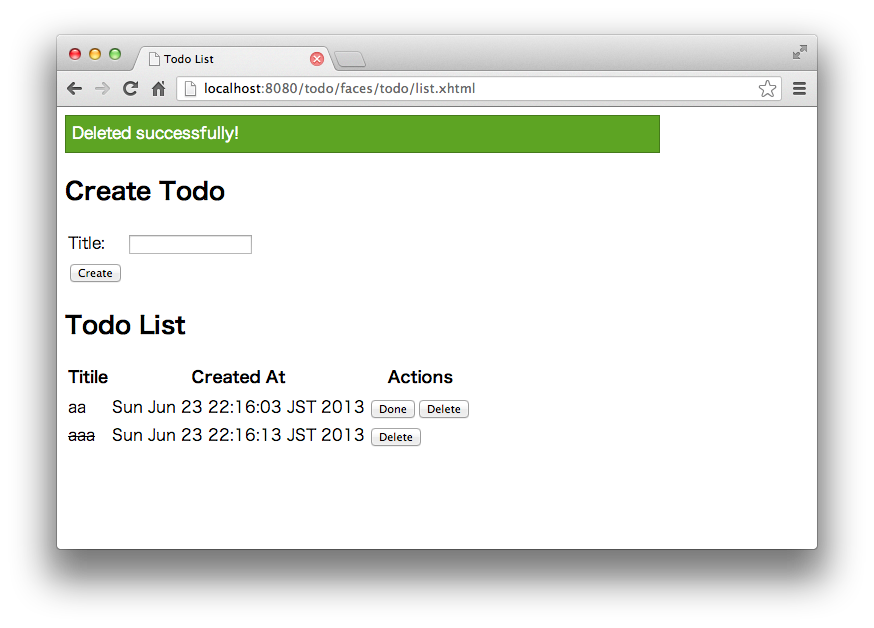 Todo List
localhost:8080/todo/faces/todo/list.xhtml
Deleted successfully!
Create Todo
Title:
Create
Todo List
Titile Created At Actions
aa Sun Jun 23 22:16:03 JST 2013 Done Delete
aaa Sun Jun 23 22:16:13 JST 2013 Delete